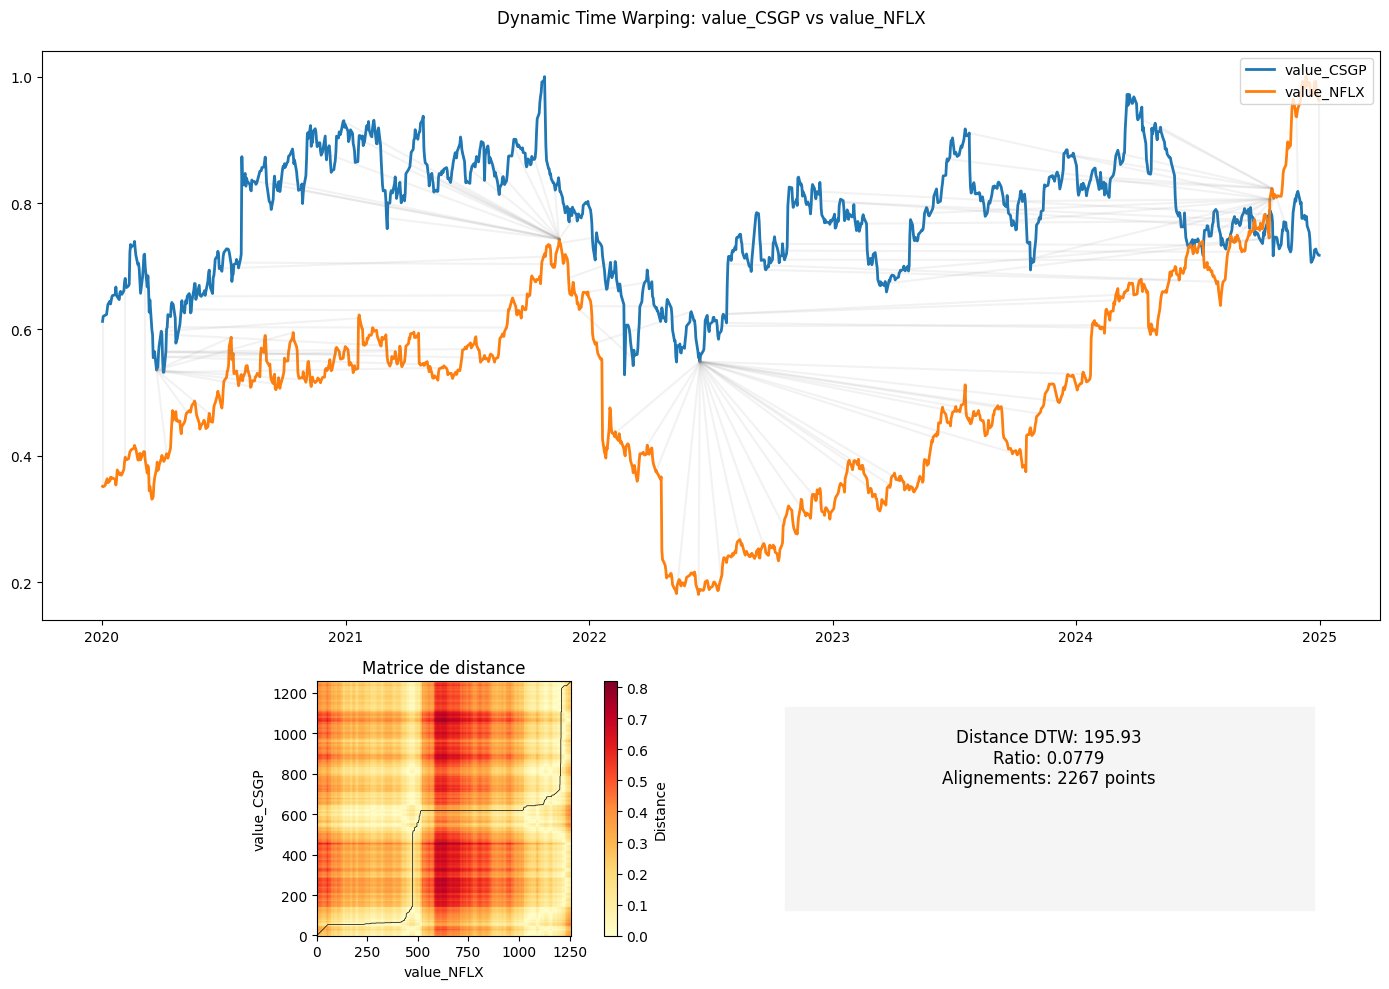 Dynamic Time Warping: value_CSGP vs value_NFLX
value_CSGP
value_NFLX
1.0
0.8
0.6
0.4
0.2
2020 2021 2022 2023 2024 2025
Matrice de distance
value_CSGP
1200
1000
800
600
400
200
0
0 250 500 750 1000 1250
value_NFLX
0.8
0.7
0.6
0.5
0.4
0.3
0.2
0.1
0.0
Distance
Distance DTW: 195.93
Ratio: 0.0779
Alignements: 2267 points